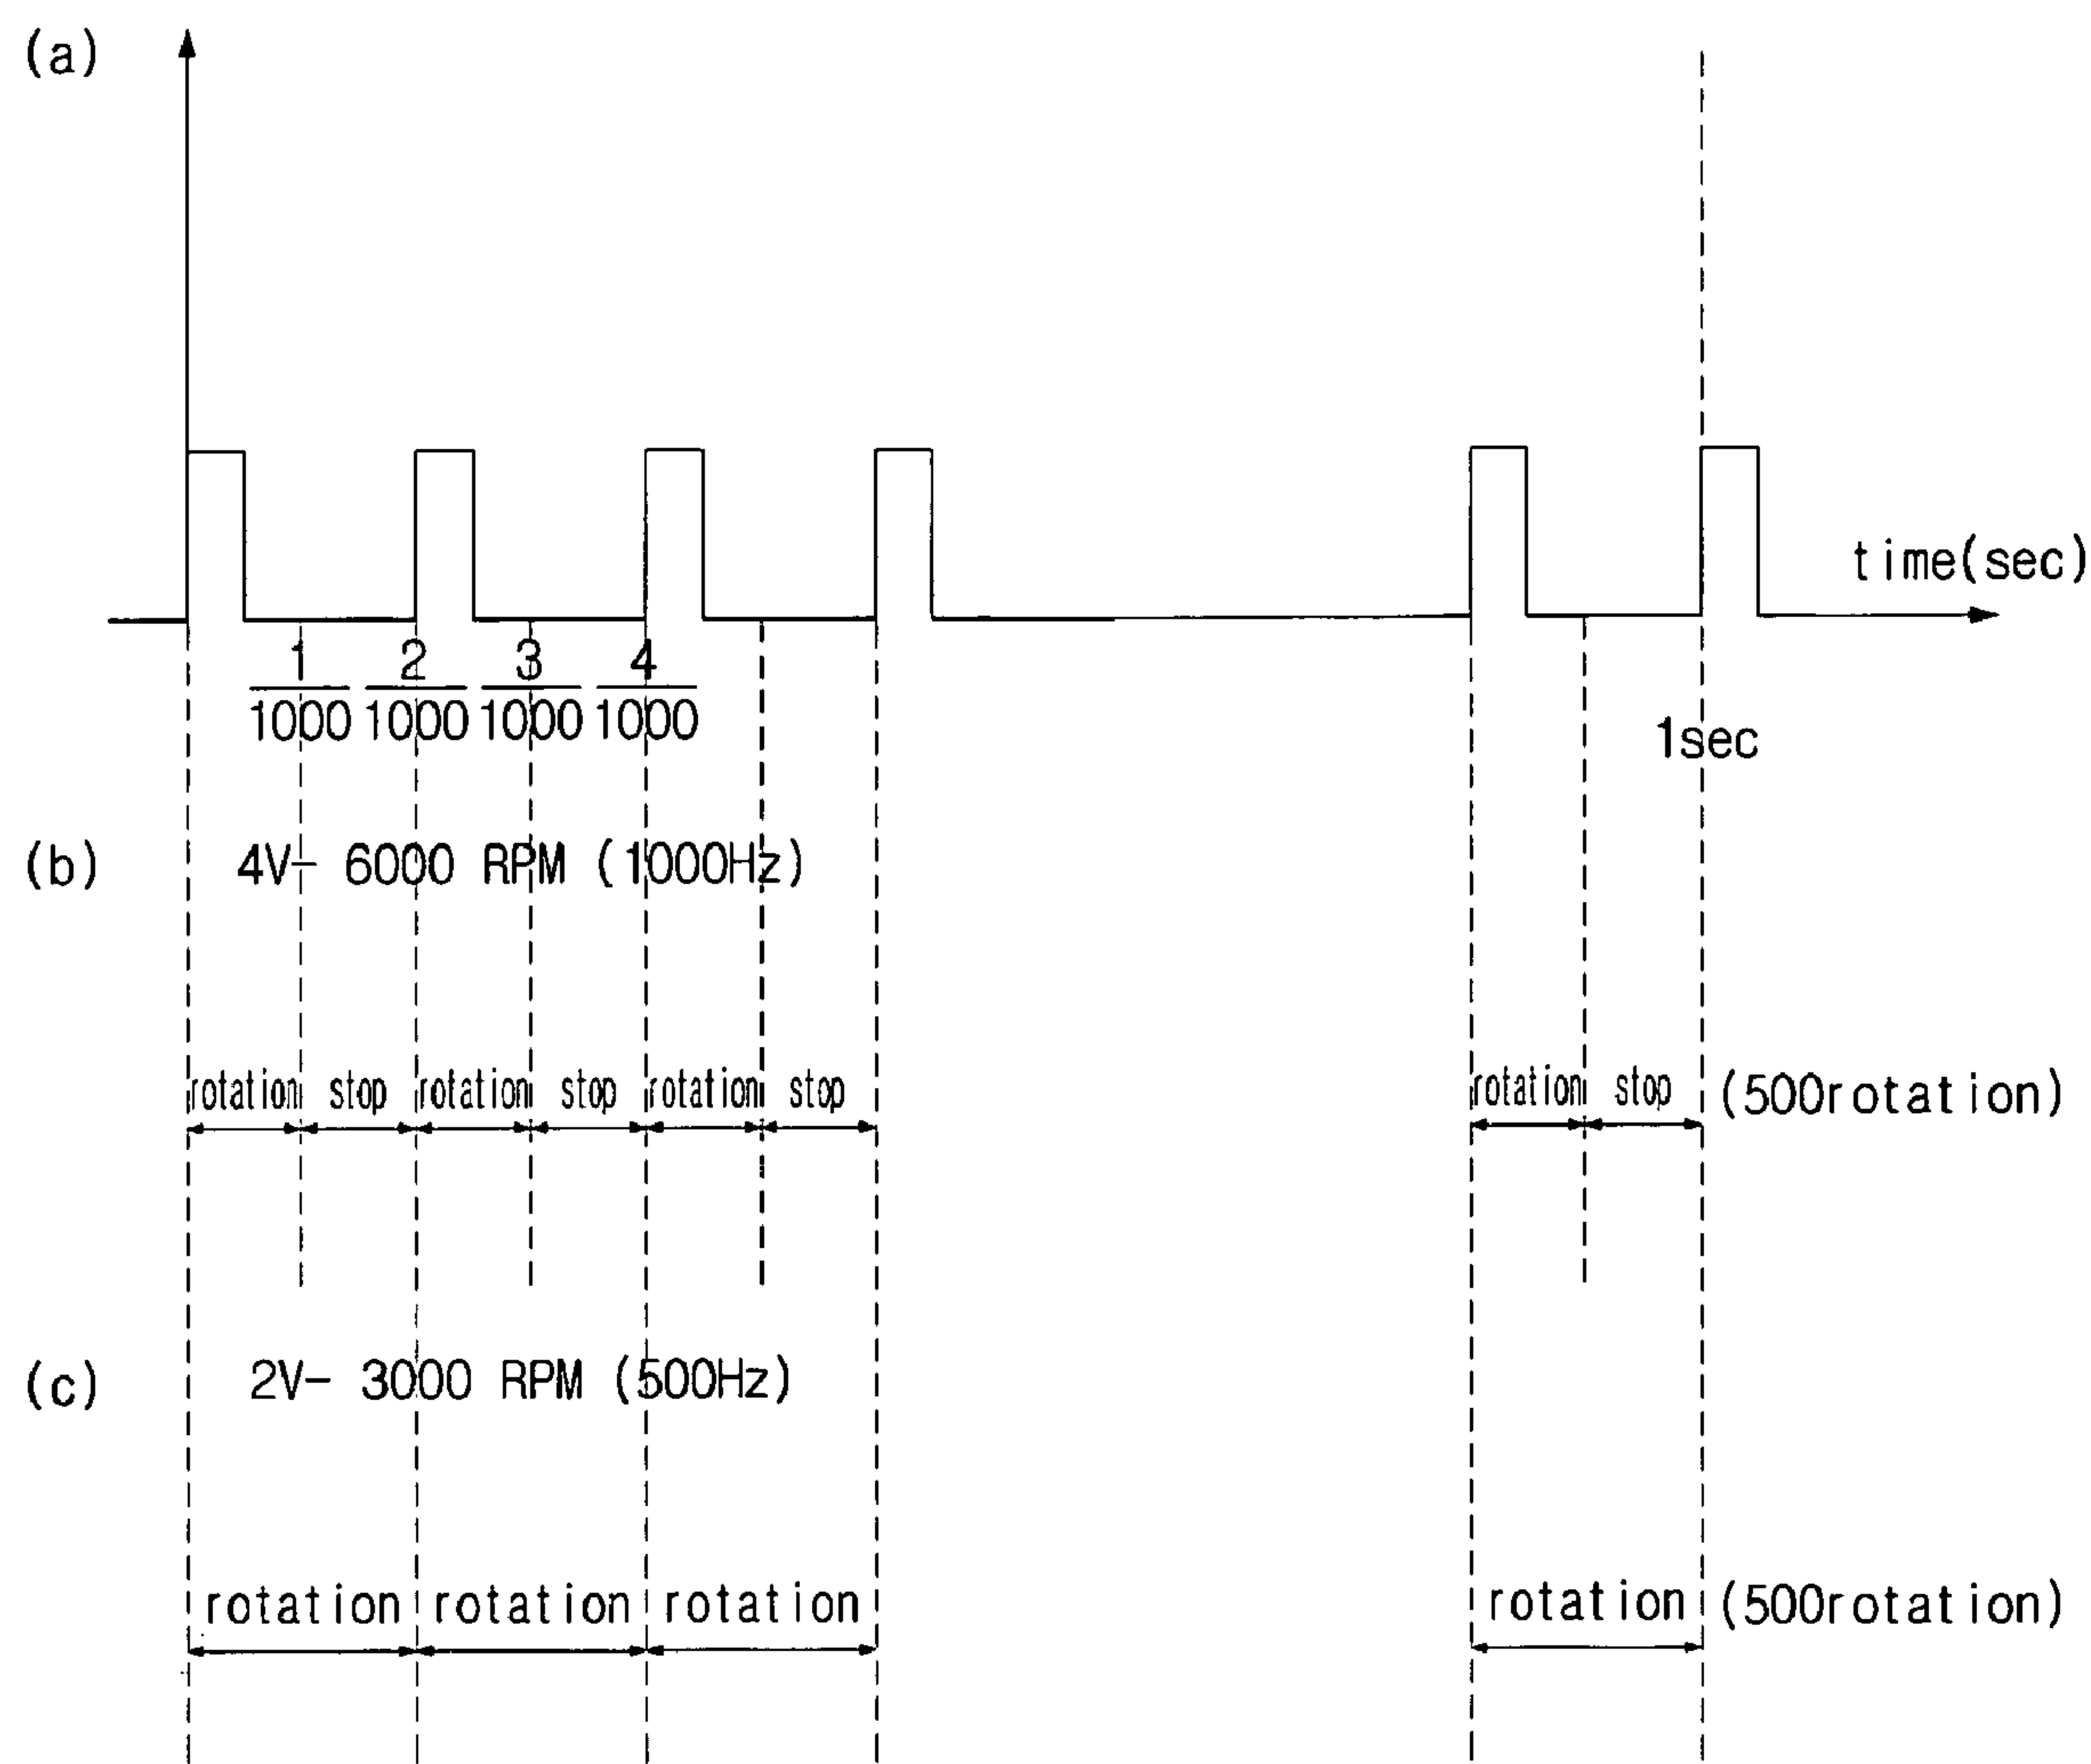 (a)
time(sec)
1 2 3 4
1000 1000 1000 1000
1sec
(b) 4V- 6000 RPM (1000Hz)
rotation stop rotation stop rotation stop rotation stop (500rotation)
(c) 2V- 3000 RPM (500Hz)
rotation rotation rotation rotation (500rotation)